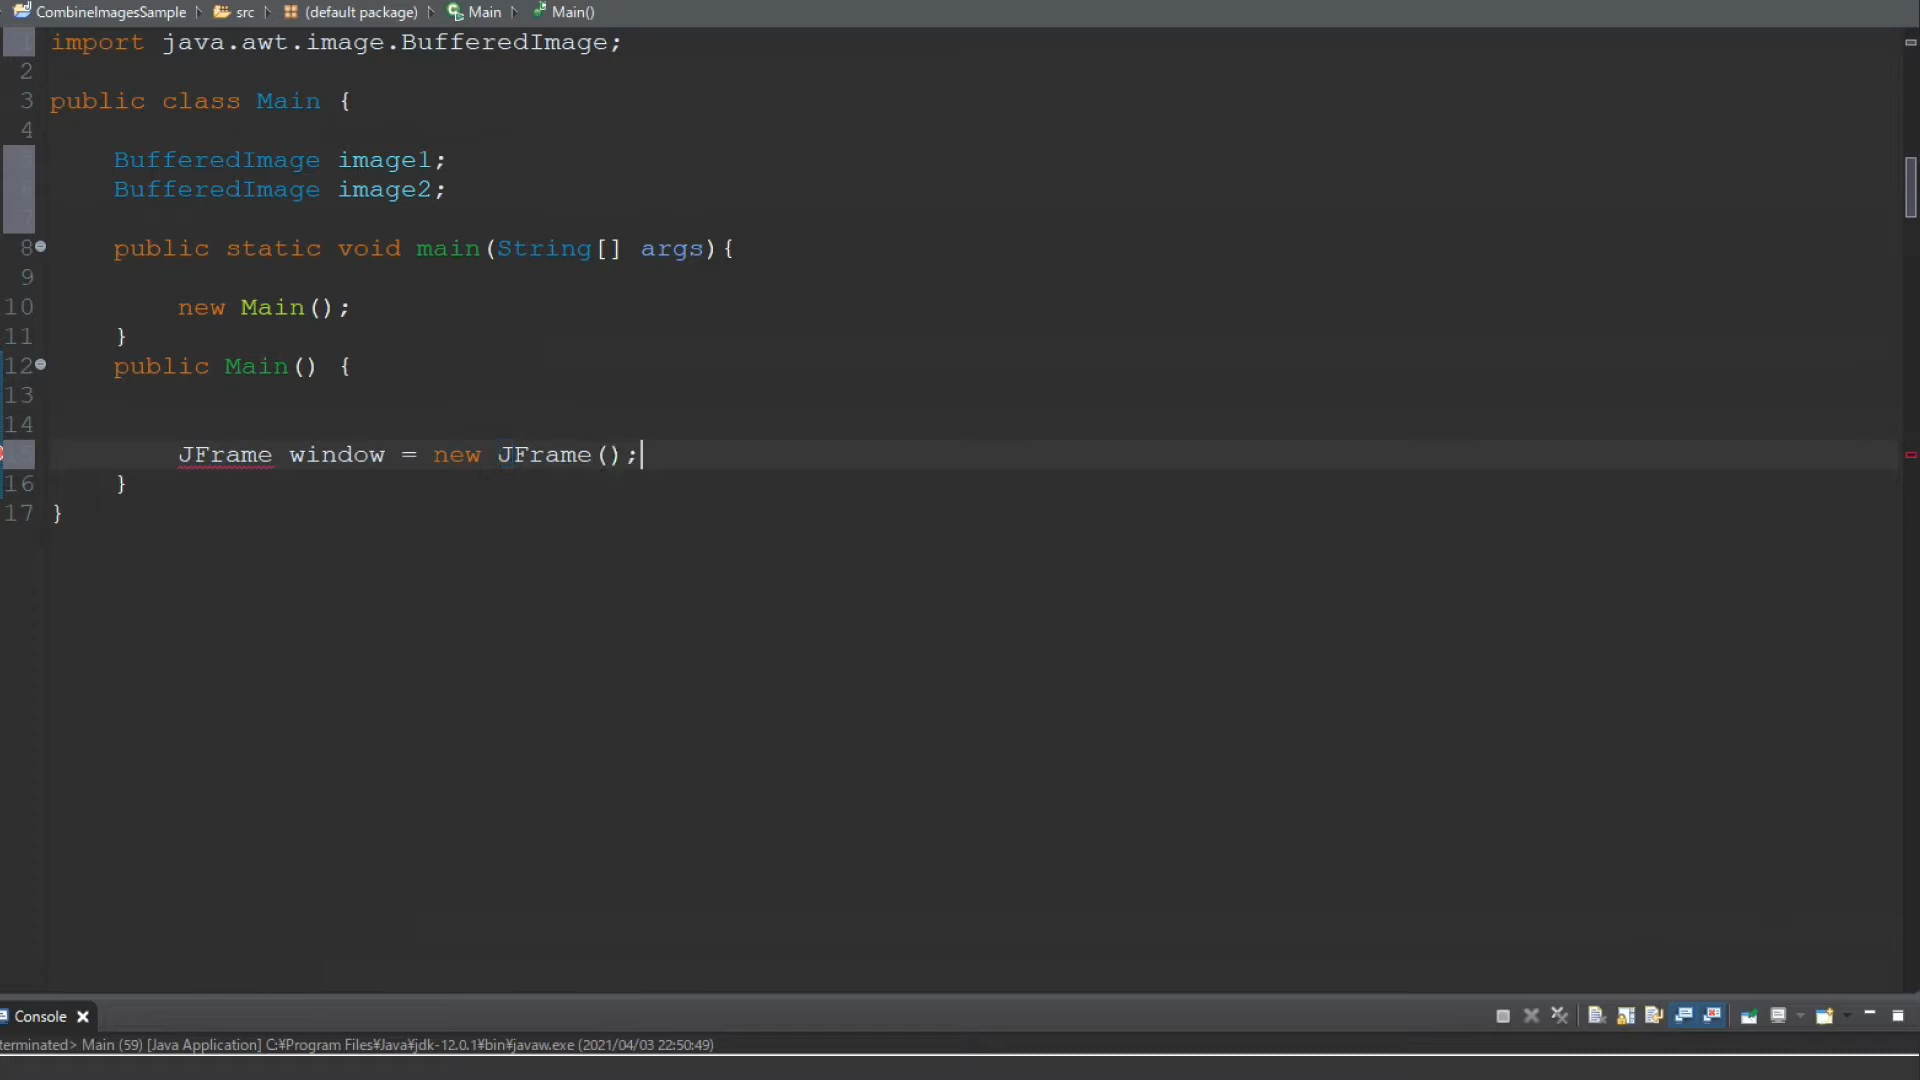 CombineImagesSample src (default package) Main Main()
1 import java.awt.image.BufferedImage;
2
3 public class Main {
4
BufferedImage image1;
BufferedImage image2;
8 public static void main(String[] args){
9
10 new Main();
11 }
12 public Main() {
13
14
15 JFrame window = new JFrame();
16 }
17 }
Console
terminated> Main (59) [Java Application] C:¥Program Files¥Java¥jdk-12.0.1¥bin¥javaw.exe (2021/04/03 22:50:49)